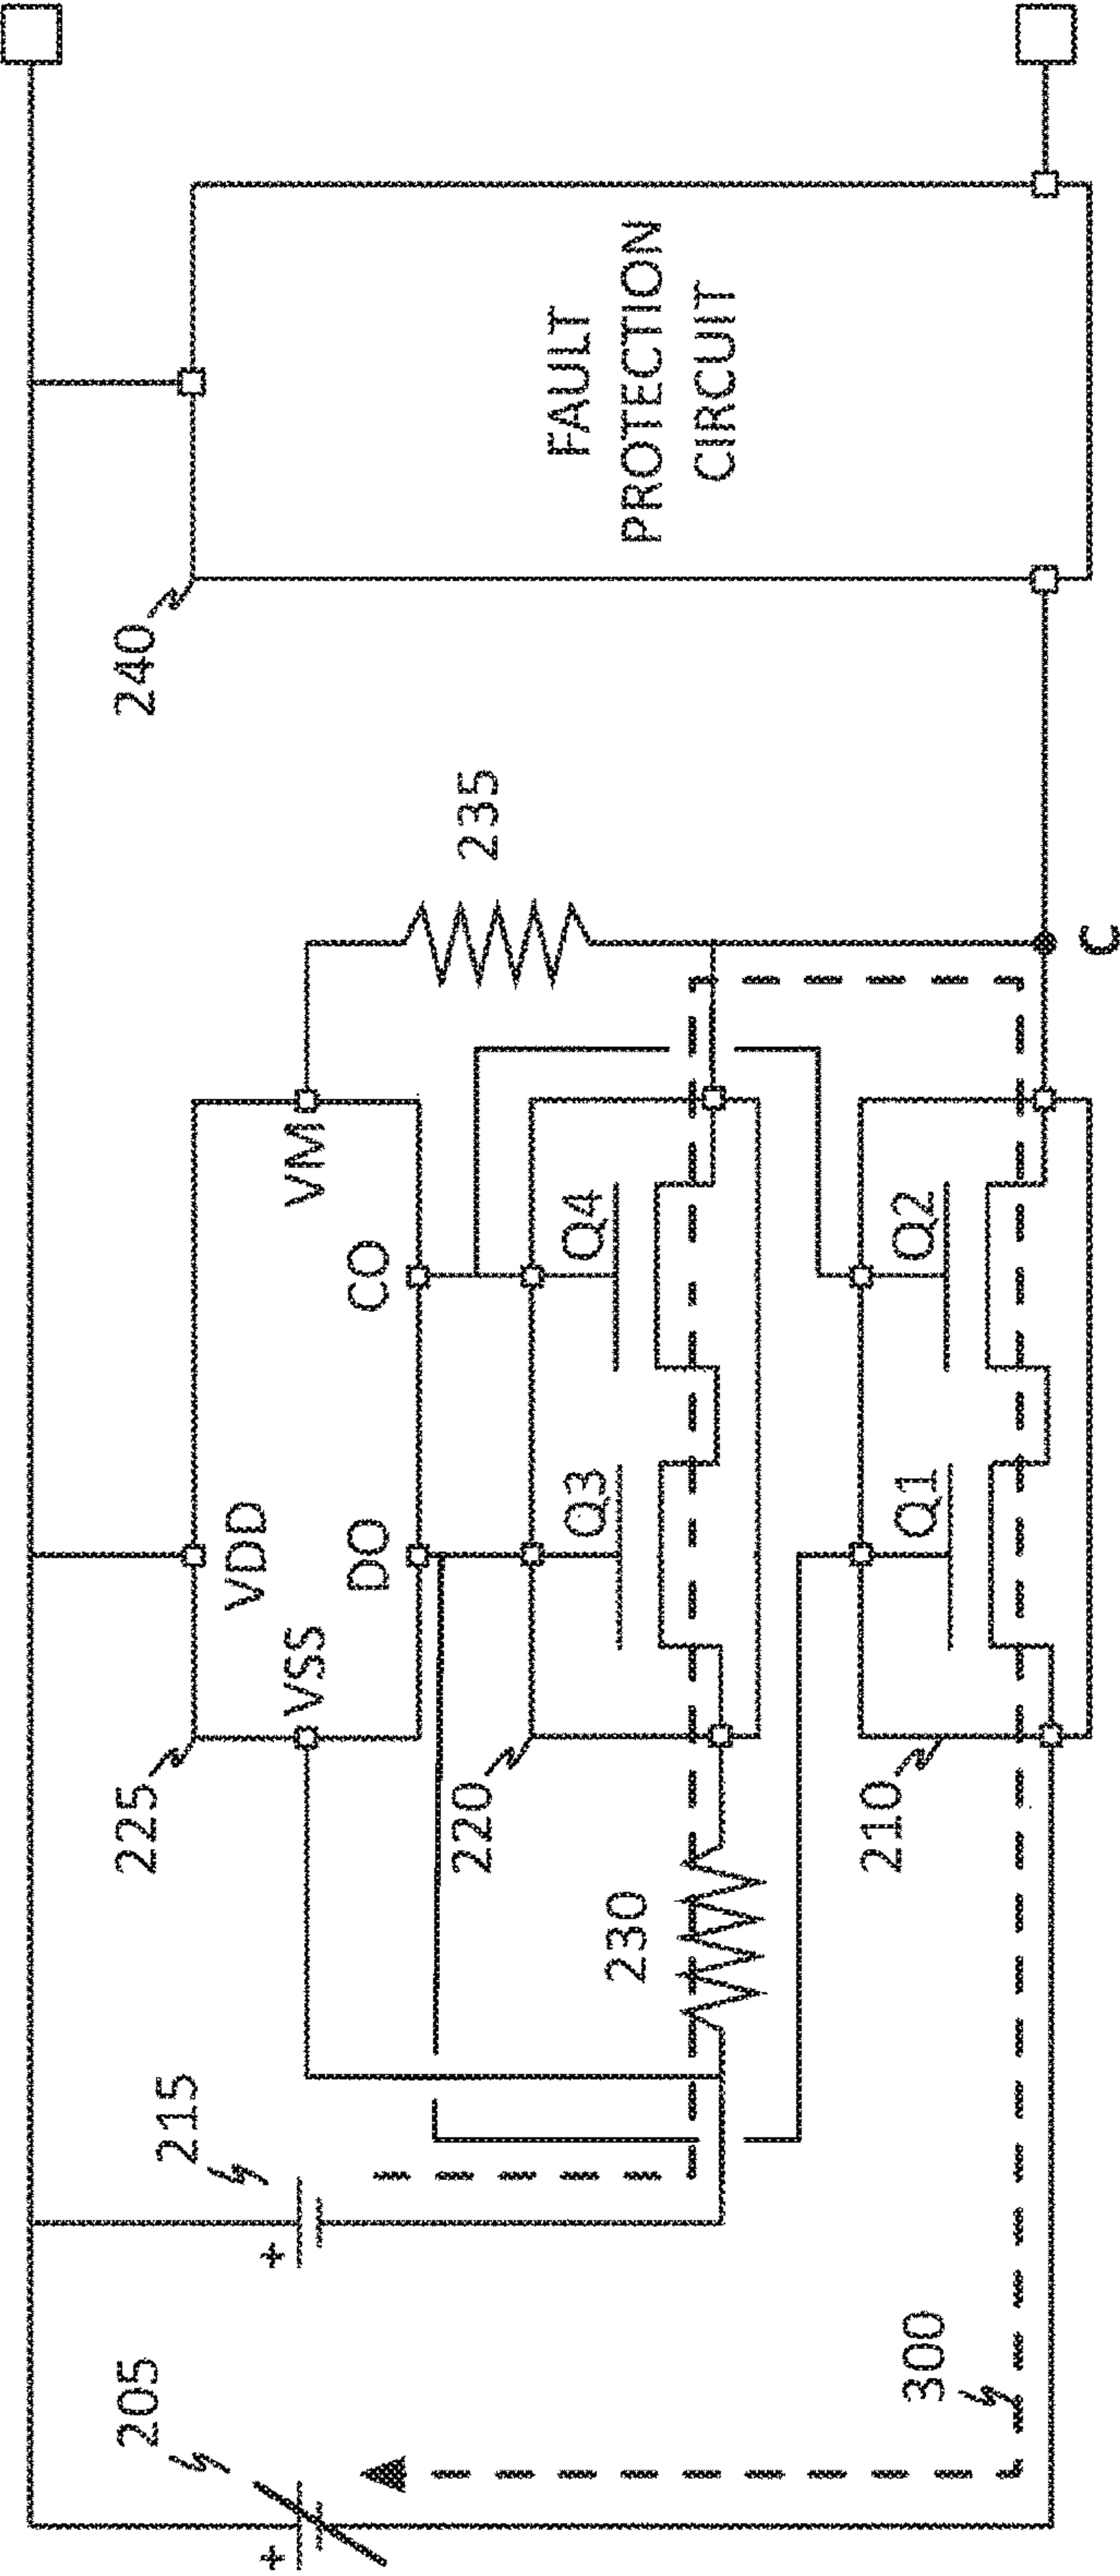 205
+
215
+
225
VDD
VSS
VM
DO
CO
240
FAULT
PROTECTION
CIRCUIT
235
220
Q3
Q4
230
210
Q1
Q2
300
C